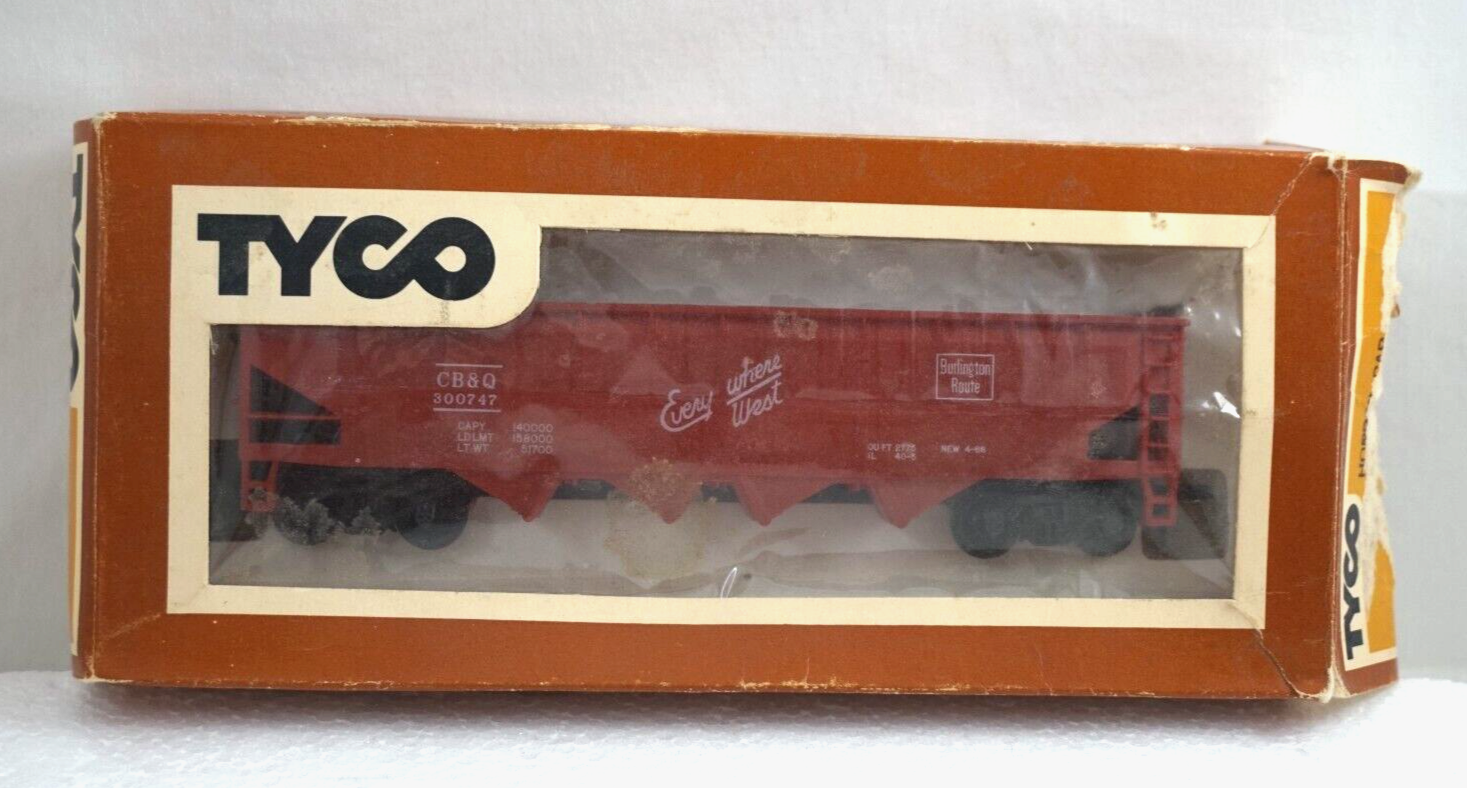 TYCO
CB&Q
300747
CAPY 140000
LD LMT 158000
LT WT 51700
Every where
West
Burlington
Route
NEW 4-66
TYCO
TYCO